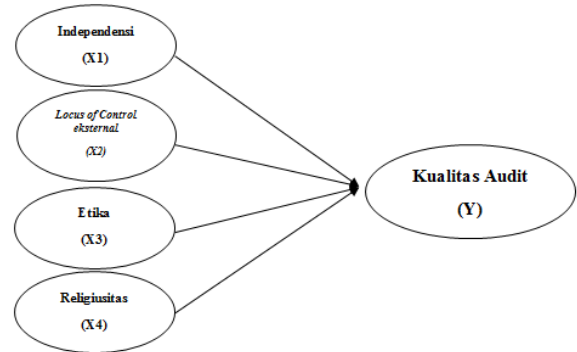 Independensi
(X1)
Locus of Control
eksternal
(X2)
Etika
(X3)
Religiusitas
(X4)
Kualitas Audit
(Y)